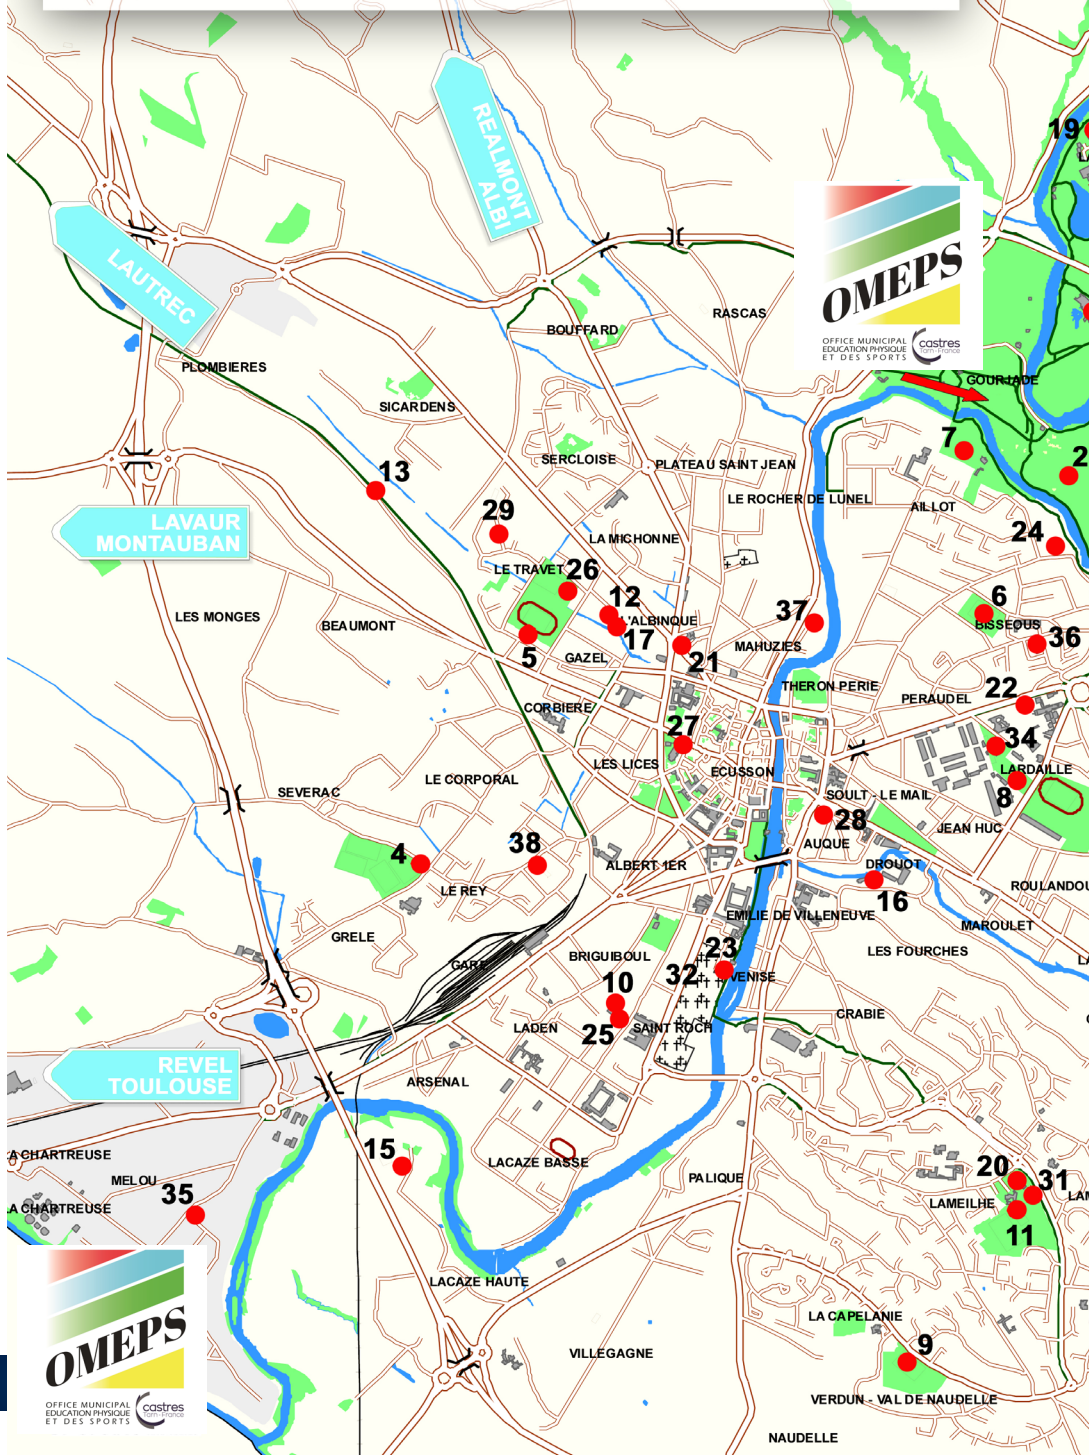 19
REALMONT
ALBI
LAUTREC
OMEPS
OFFICE MUNICIPAL
EDUCATION PHYSIQUE
ET DES SPORTS
castres
Tarn-France
RASCAS
BOUFFARD
PLOMBIERES
GOURJADE
SICARDENS
7
SERCLOISE
PLATEAU SAINT JEAN
2
13
LE ROCHER DE LUNEL
AILLOT
29
LAVAUR
MONTAUBAN
LA MICHONNE
24
LE TRAVET
26
12
6
LES MONGES
BEAUMONT
L'ALBINQUE
37
BISSEOUS
17
36
5
GAZEL
21
MAHUZIES
THERON PERIE
22
PERAUDEL
CORBIERE
27
34
LES LICES
ECUSSON
LARDAILLE
LE CORPORAL
SEVERAC
SOULT - LE MAIL
8
28
JEAN HUC
38
AUQUE
4
ALBERT 1ER
DROUOT
LE REY
16
ROULANDOU
EMILIE DE VILLENEUVE
MAROULET
GRELE
LES FOURCHES
23
BRIGUIBOUL
GARE
32
VENISE
10
CRABIE
LADEN
25
SAINT ROCH
REVEL
TOULOUSE
ARSENAL
15
A CHARTREUSE
LACAZE BASSE
20
MELOU
PALIQUE
31
35
LAMEILHE
LAM
A CHARTREUSE
11
LACAZE HAUTE
LA CAPELANIE
OMEPS
9
VILLEGAGNE
OFFICE MUNICIPAL
EDUCATION PHYSIQUE
ET DES SPORTS
castres
Tarn-France
VERDUN - VAL DE NAUDELLE
NAUDELLE